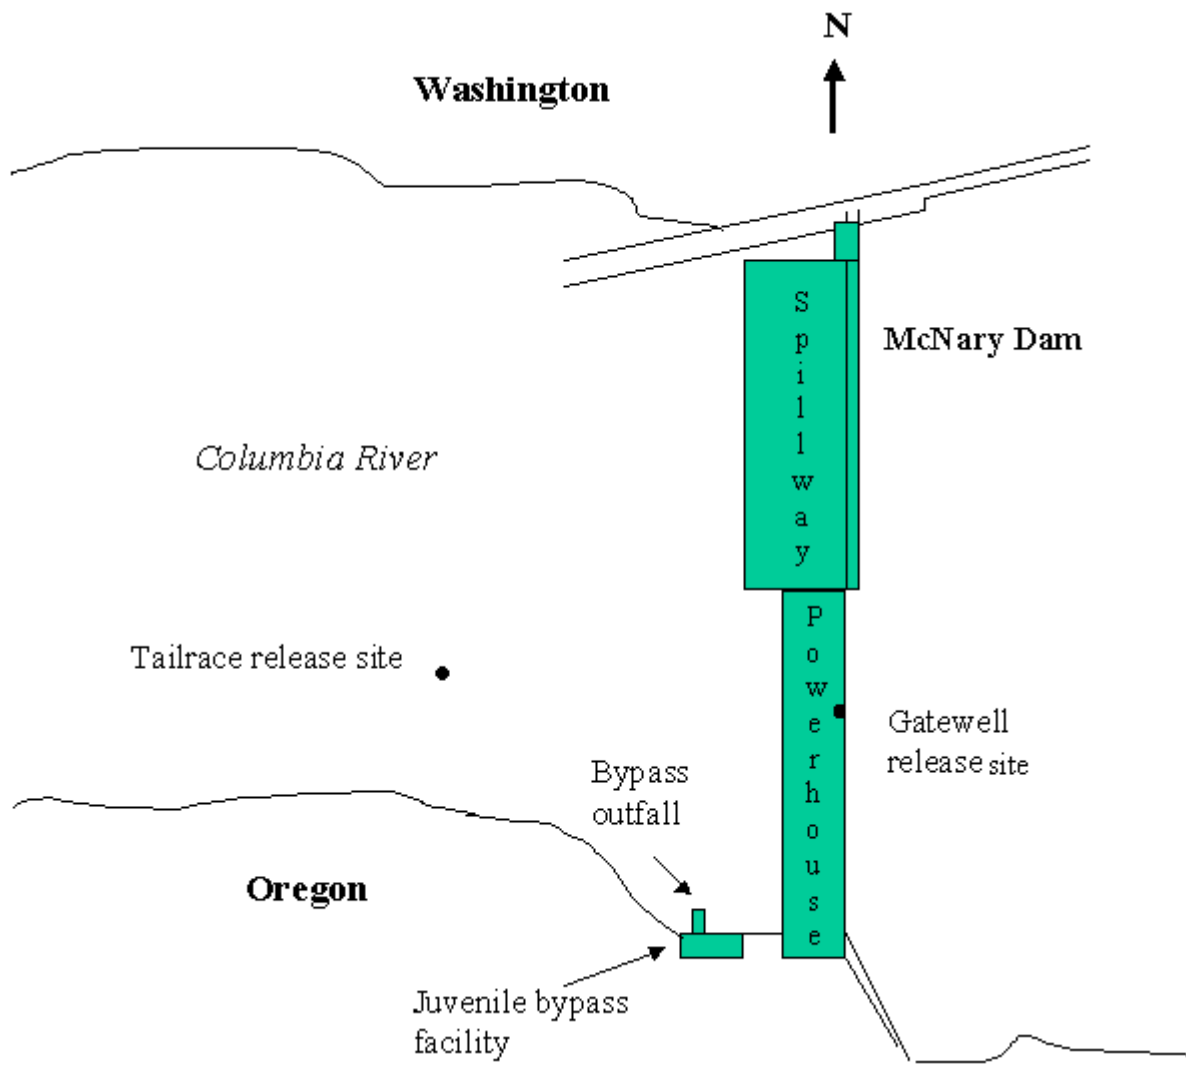 N
Washington
Spillway
McNary Dam
Columbia River
Powerhouse
Tailrace release site
Gatewell
release site
Bypass
outfall
Oregon
Juvenile bypass
facility